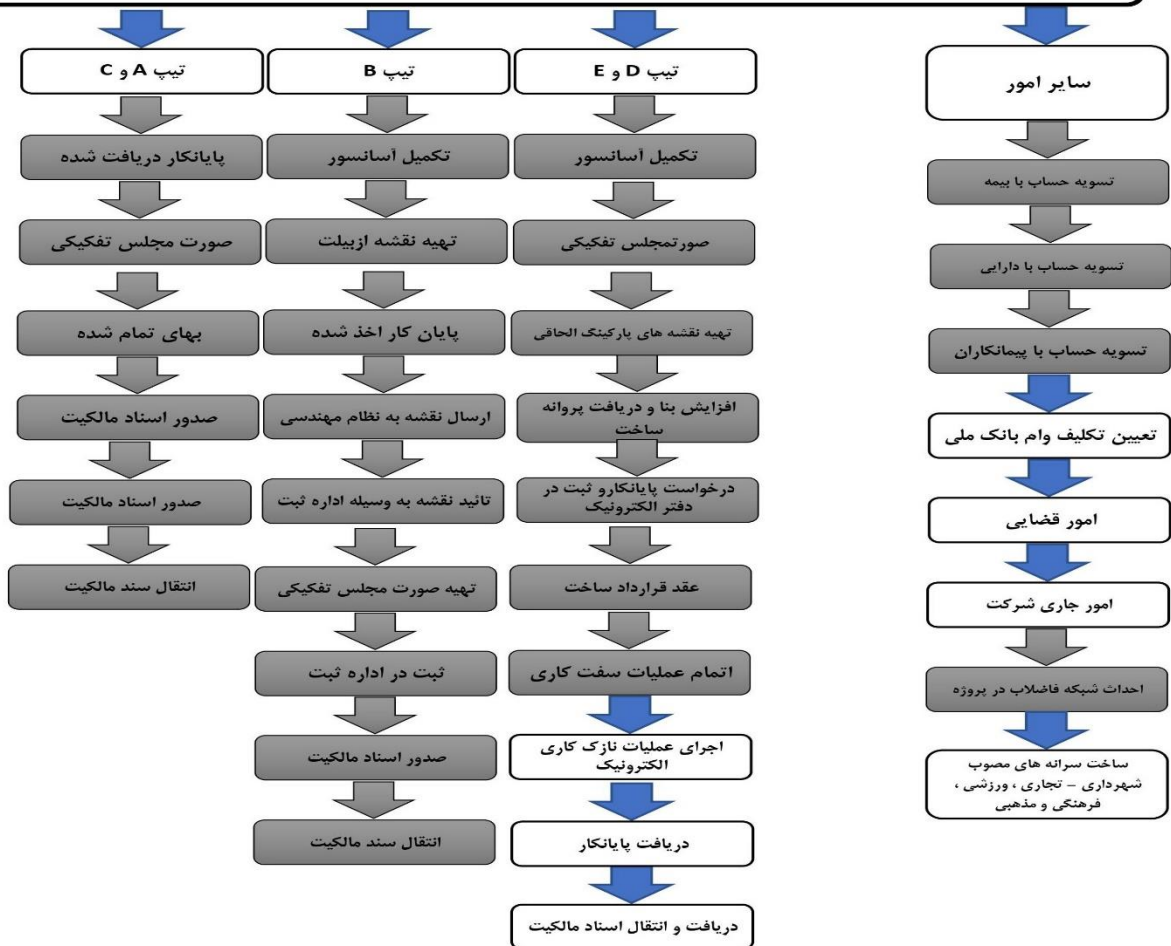 سایر امور
تسویه حساب با بیمه
تسویه حساب با دارایی
تسویه حساب با پیمانکاران
تعیین تکلیف وام بانک ملی
امور قضایی
امور جاری شرکت
احداث شبکه فاضلاب در پروژه
ساخت سرانه های مصوب
شهرداری – تجاری ، ورزشی ،
فرهنگی و مذهبی
تیپ D و E
تکمیل آسانسور
صورتمجلس تفکیکی
تهیه نقشه های پارکینگ الحاقی
افزایش بنا و دریافت پروانه
ساخت
درخواست پایانکارو ثبت در
دفتر الکترونیک
عقد قرارداد ساخت
اتمام عملیات سفت کاری
اجرای عملیات نازک کاری
الکترونیک
دریافت پایانکار
دریافت و انتقال اسناد مالکیت
تیپ B
تکمیل آسانسور
تهیه نقشه ازبیلت
پایان کار اخذ شده
ارسال نقشه به نظام مهندسی
تائید نقشه به وسیله اداره ثبت
تهیه صورت مجلس تفکیکی
ثبت در اداره ثبت
صدور اسناد مالکیت
انتقال سند مالکیت
تیپ A و C
پایانکار دریافت شده
صورت مجلس تفکیکی
بهای تمام شده
صدور اسناد مالکیت
صدور اسناد مالکیت
انتقال سند مالکیت